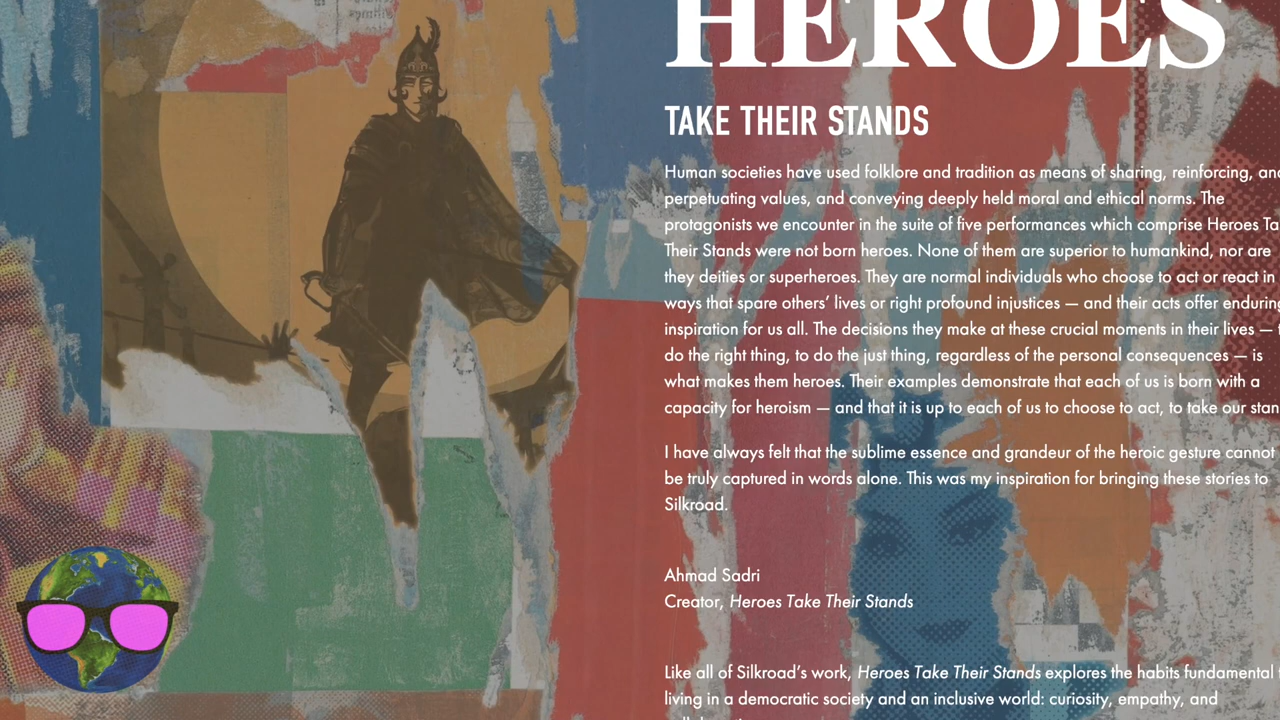 HEROES
TAKE THEIR STANDS
Human societies have used folklore and tradition as means of sharing, reinforcing, and
perpetuating values, and conveying deeply held moral and ethical norms. The
protagonists we encounter in the suite of five performances which comprise Heroes Ta
Their Stands were not born heroes. None of them are superior to humankind, nor are
they deities or superheroes. They are normal individuals who choose to act or react in
ways that spare others’ lives or right profound injustices — and their acts offer enduring
inspiration for us all. The decisions they make at these crucial moments in their lives —
do the right thing, to do the just thing, regardless of the personal consequences — is
what makes them heroes. Their examples demonstrate that each of us is born with a
capacity for heroism — and that it is up to each of us to choose to act, to take our stan
I have always felt that the sublime essence and grandeur of the heroic gesture cannot
be truly captured in words alone. This was my inspiration for bringing these stories to
Silkroad.
Ahmad Sadri
Creator, Heroes Take Their Stands
Like all of Silkroad’s work, Heroes Take Their Stands explores the habits fundamental
living in a democratic society and an inclusive world: curiosity, empathy, and